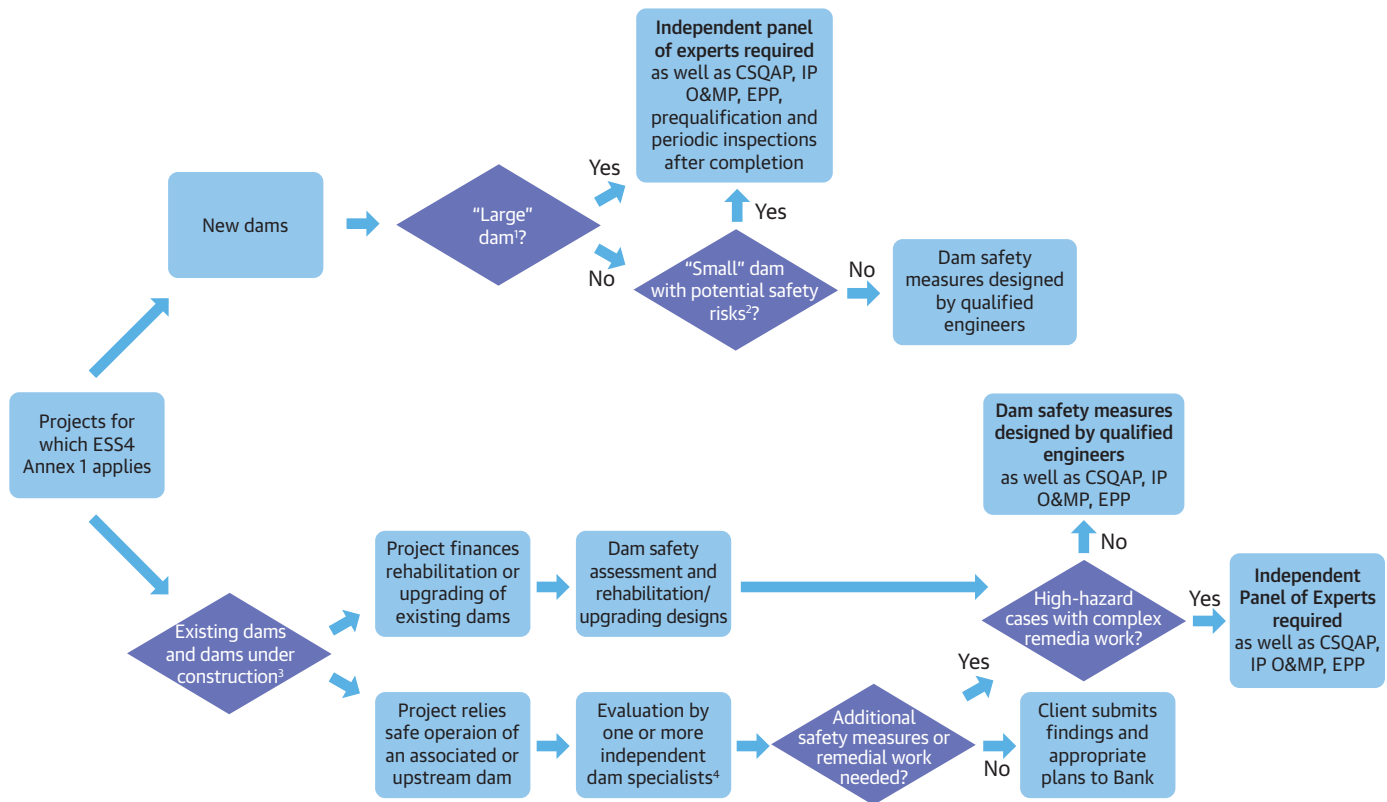 Independent panel
of experts required
as well as CSQAP, IP
O&MP, EPP,
prequalification and
periodic inspections
after completion
Yes
New dams
"Large"
dam¹?
Yes
No
"Small" dam
with potential safety
risks²?
No
Dam safety
measures designed
by qualified
engineers
Projects for
which ESS4
Annex 1 applies
Dam safety measures
designed by qualified
engineers
as well as CSQAP, IP
O&MP, EPP
No
Project finances
rehabilitation or
upgrading of
existing dams
Dam safety
assessment and
rehabilitation/
upgrading designs
High-hazard
cases with complex
remedia work?
Yes
Independent
Panel of Experts
required
as well as CSQAP,
IP O&MP, EPP
Existing dams
and dams under
construction³
Project relies
safe operaion of
an associated or
upstream dam
Evaluation by
one or more
independent
dam specialists⁴
Additional
safety measures or
remedial work
needed?
Yes
No
Client submits
findings and
appropriate
plans to Bank